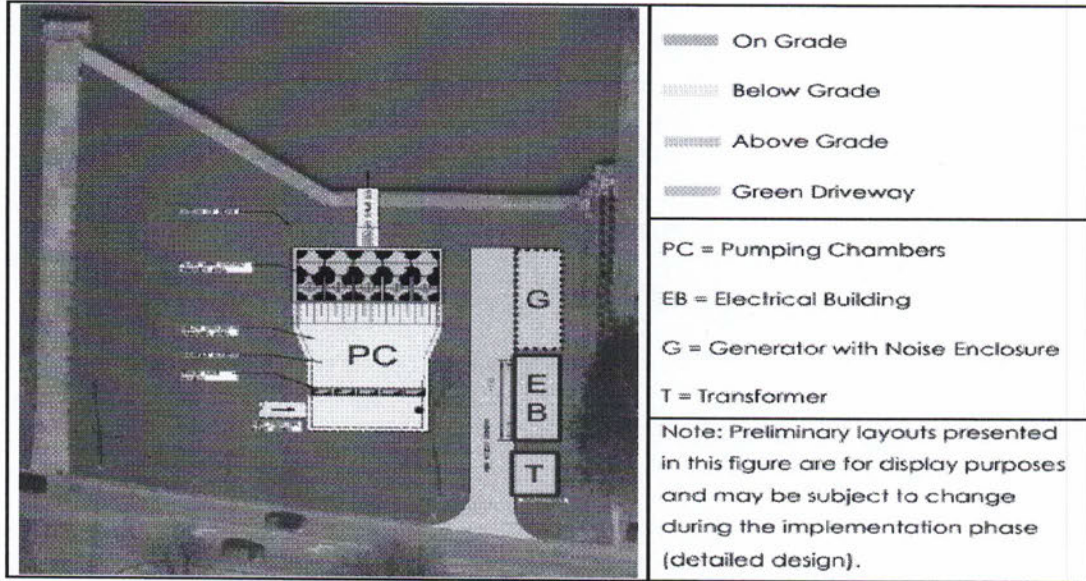 On Grade
Below Grade
Above Grade
Green Driveway
PC = Pumping Chambers
EB = Electrical Building
G = Generator with Noise Enclosure
T = Transformer
Note: Preliminary layouts presented
in this figure are for display purposes
and may be subject to change
during the implementation phase
(detailed design).
PC
G
E
B
T